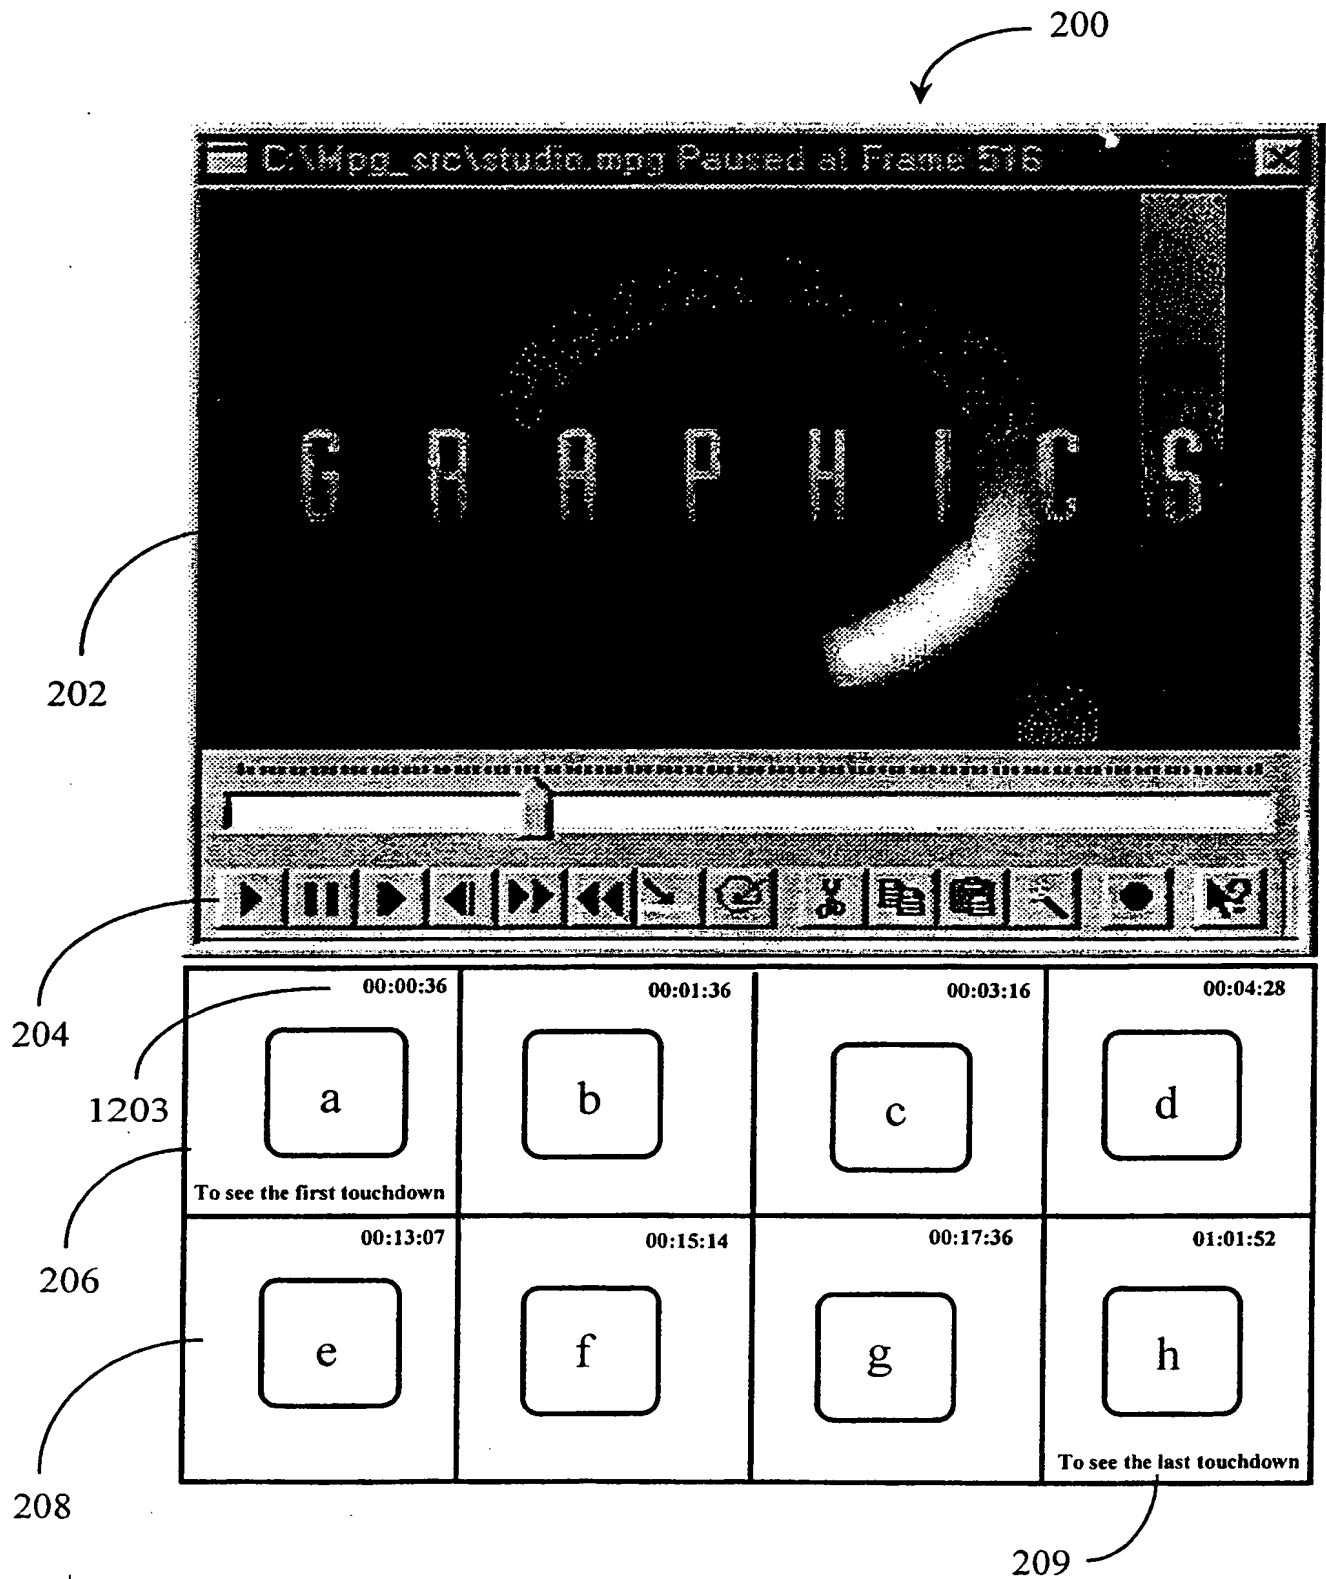 200
C:\Mpg_src\studio.mpg Paused at Frame 516
GRAPHICS
202
204
00:00:36 00:01:36 00:03:16 00:04:28
a b c d
1203
To see the first touchdown
206
00:13:07 00:15:14 00:17:36 01:01:52
e f g h
To see the last touchdown
208
209